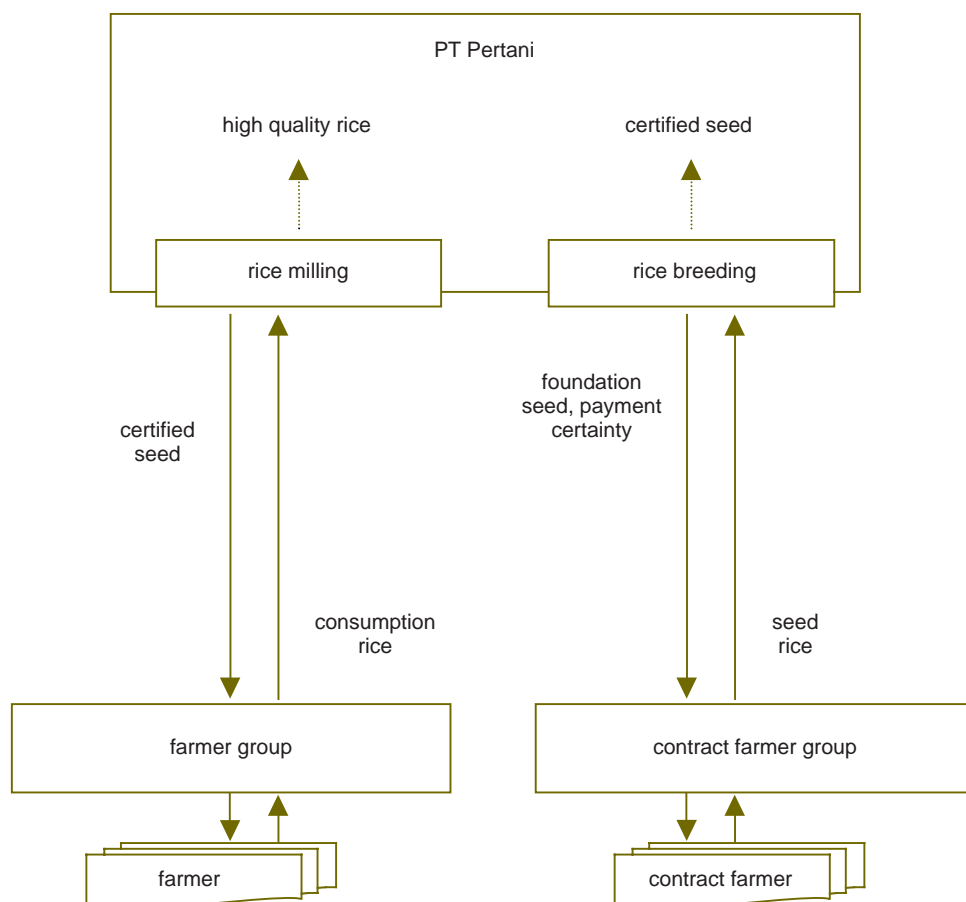 PT Pertani
high quality rice
certified seed
rice milling
rice breeding
foundation
seed, payment
certainty
certified
seed
consumption
rice
seed
rice
farmer group
contract farmer group
farmer
contract farmer